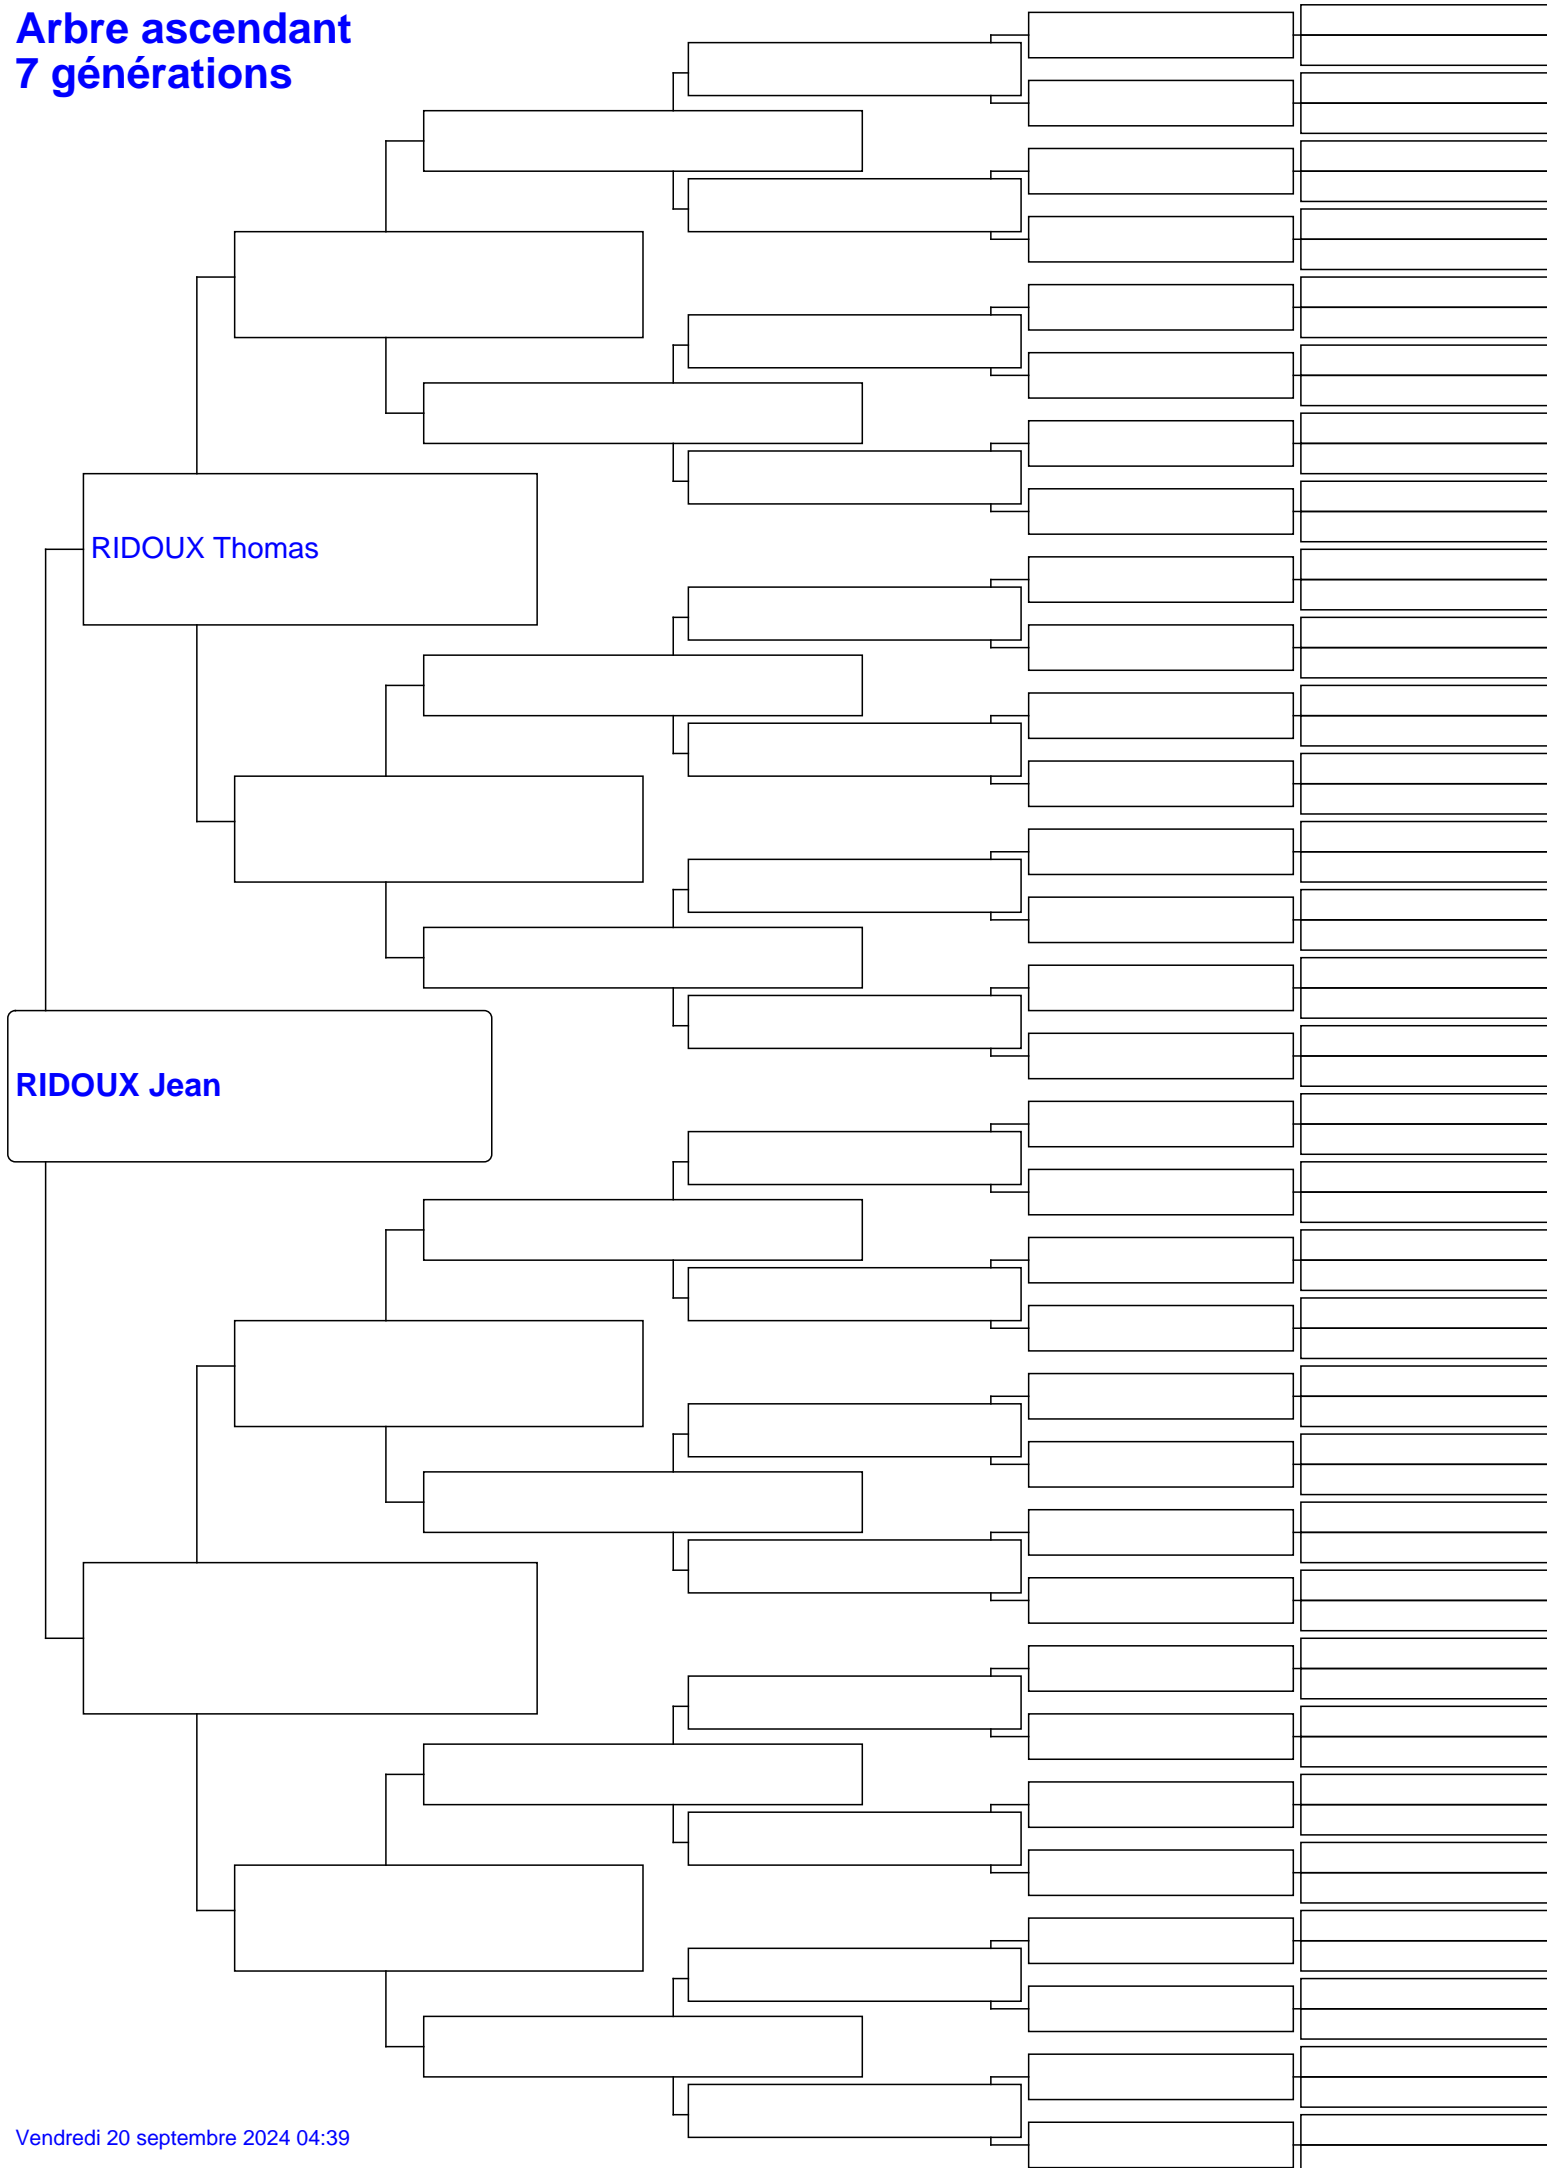 Arbre ascendant
7 générations
RIDOUX Thomas
RIDOUX Jean
Vendredi 20 septembre 2024 04:39